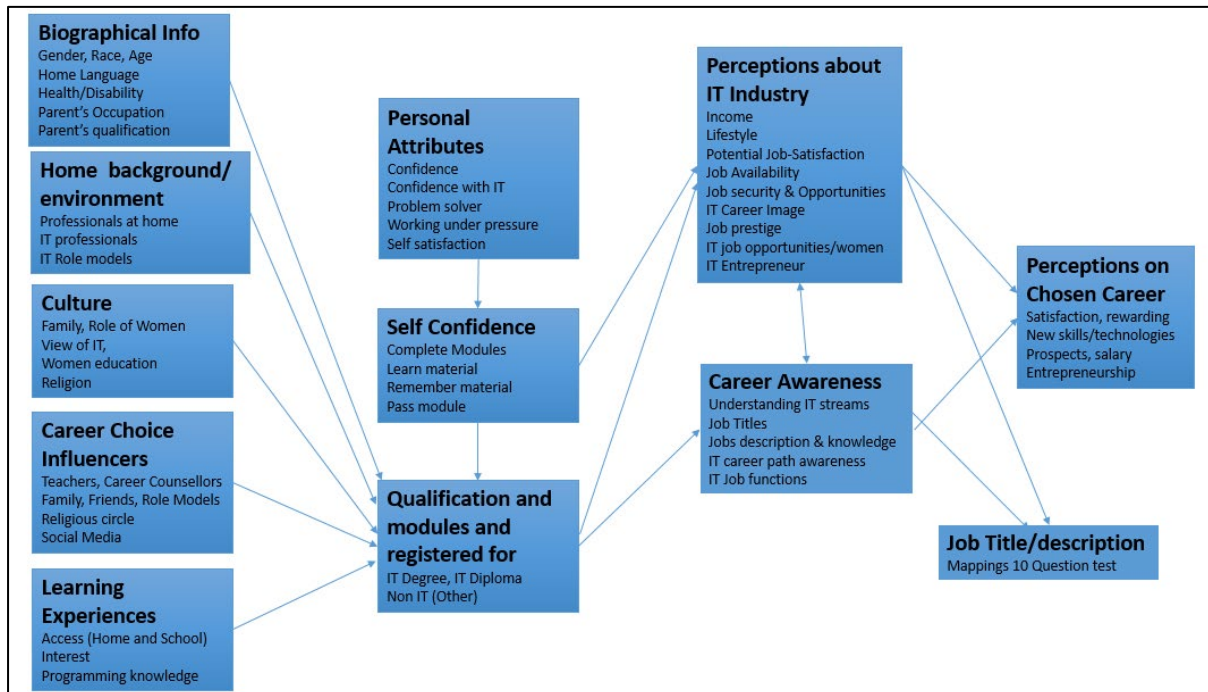 Biographical Info
Gender, Race, Age
Home Language
Health/Disability
Parent's Occupation
Parent's qualification
Home background/
environment
Professionals at home
IT professionals
IT Role models
Culture
Family, Role of Women
View of IT,
Women education
Religion
Career Choice
Influencers
Teachers, Career Counsellors
Family, Friends, Role Models
Religious circle
Social Media
Learning
Experiences
Access (Home and School)
Interest
Programming knowledge
Personal
Attributes
Confidence
Confidence with IT
Problem solver
Working under pressure
Self satisfaction
Self Confidence
Complete Modules
Learn material
Remember material
Pass module
Qualification and
modules and
registered for
IT Degree, IT Diploma
Non IT (Other)
Perceptions about
IT Industry
Income
Lifestyle
Potential Job-Satisfaction
Job Availability
Job security & Opportunities
IT Career Image
Job prestige
IT job opportunities/women
IT Entrepreneur
Career Awareness
Understanding IT streams
Job Titles
Jobs description & knowledge
IT career path awareness
IT Job functions
Perceptions on
Chosen Career
Satisfaction, rewarding
New skills/technologies
Prospects, salary
Entrepreneurship
Job Title/description
Mappings 10 Question test